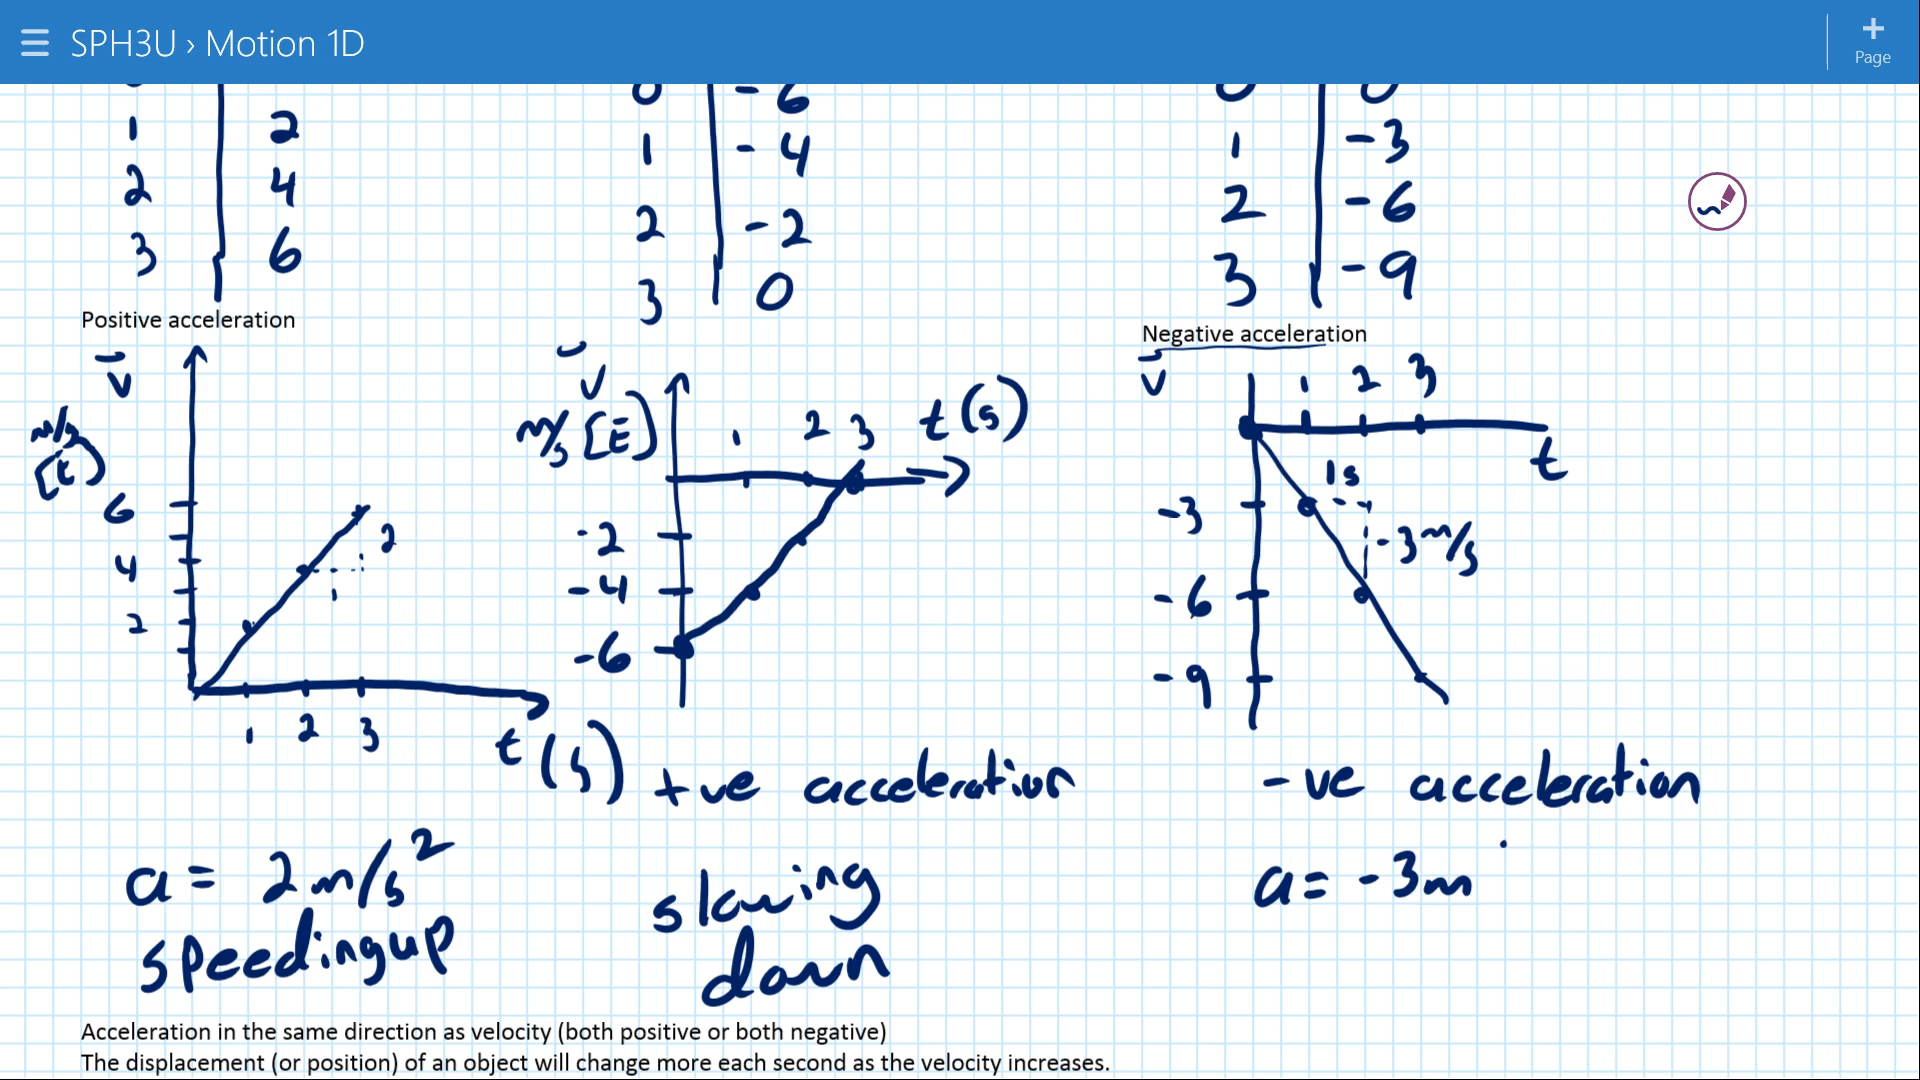 SPH3U › Motion 1D
+
Page
0 | - 6
1 | 2
2 | 4
3 | 6
1 | - 4
2 | - 2
3 | 0
0 | 0
1 | - 3
2 | - 6
3 | - 9
Positive acceleration
v
m/s
[E]
6
4
2
2
1
1 2 3
t (s)
a = 2 m/s²
speeding up
v
m/s [E]
1 2 3
t (s)
-2
-4
-6
+ve acceleration
slowing
down
Negative acceleration
v
1 2 3
t
1s
-3
-3 m/s
-6
-9
-ve acceleration
a = -3m
Acceleration in the same direction as velocity (both positive or both negative)
The displacement (or position) of an object will change more each second as the velocity increases.